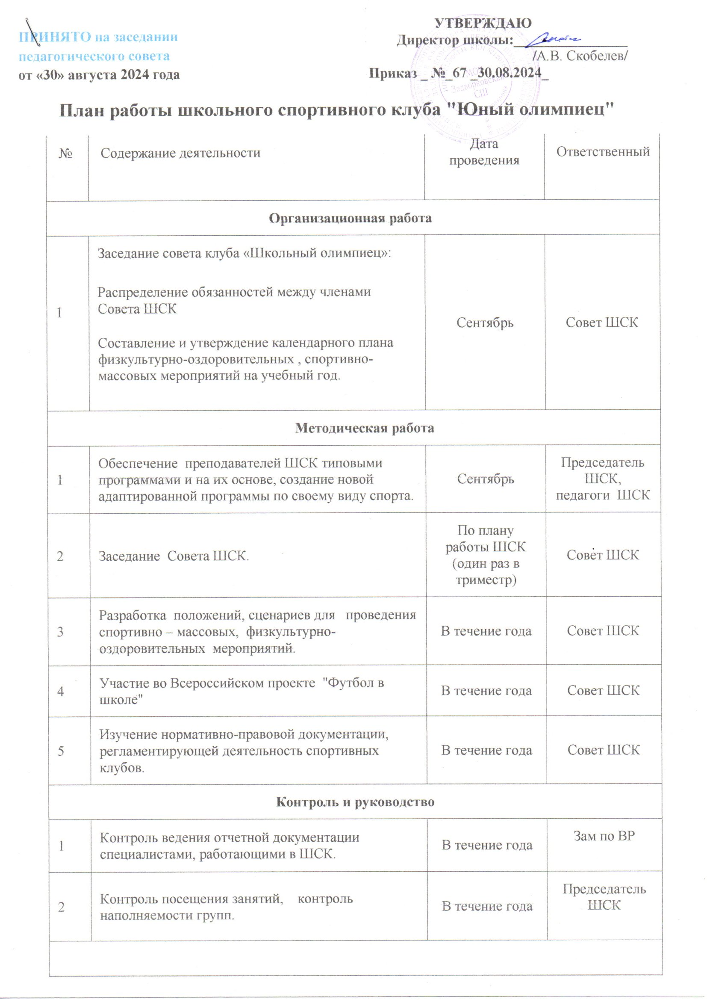 ПРИНЯТО на заседании
педагогического совета
от «30» августа 2024 года
УТВЕРЖДАЮ
Директор школы:
/А.В. Скобелев/
Приказ _ №_67 _30.08.2024_
МОУ
Задворковская
СШ
План работы школьного спортивного клуба "Юный олимпиец"
№
Содержание деятельности
Дата
проведения
Ответственный
Организационная работа
1
Заседание совета клуба «Школьный олимпиец»:
Распределение обязанностей между членами
Совета ШСК
Составление и утверждение календарного плана
физкультурно-оздоровительных , спортивно-
массовых мероприятий на учебный год.
Сентябрь
Совет ШСК
Методическая работа
1
Обеспечение преподавателей ШСК типовыми
программами и на их основе, создание новой
адаптированной программы по своему виду спорта.
Сентябрь
Председатель
ШСК,
педагоги ШСК
2
Заседание Совета ШСК.
По плану
работы ШСК
(один раз в
триместр)
Совет ШСК
3
Разработка положений, сценариев для проведения
спортивно – массовых, физкультурно-
оздоровительных мероприятий.
В течение года
Совет ШСК
4
Участие во Всероссийском проекте "Футбол в
школе"
В течение года
Совет ШСК
5
Изучение нормативно-правовой документации,
регламентирующей деятельность спортивных
клубов.
В течение года
Совет ШСК
Контроль и руководство
1
Контроль ведения отчетной документации
специалистами, работающими в ШСК.
В течение года
Зам по ВР
2
Контроль посещения занятий, контроль
наполняемости групп.
В течение года
Председатель
ШСК